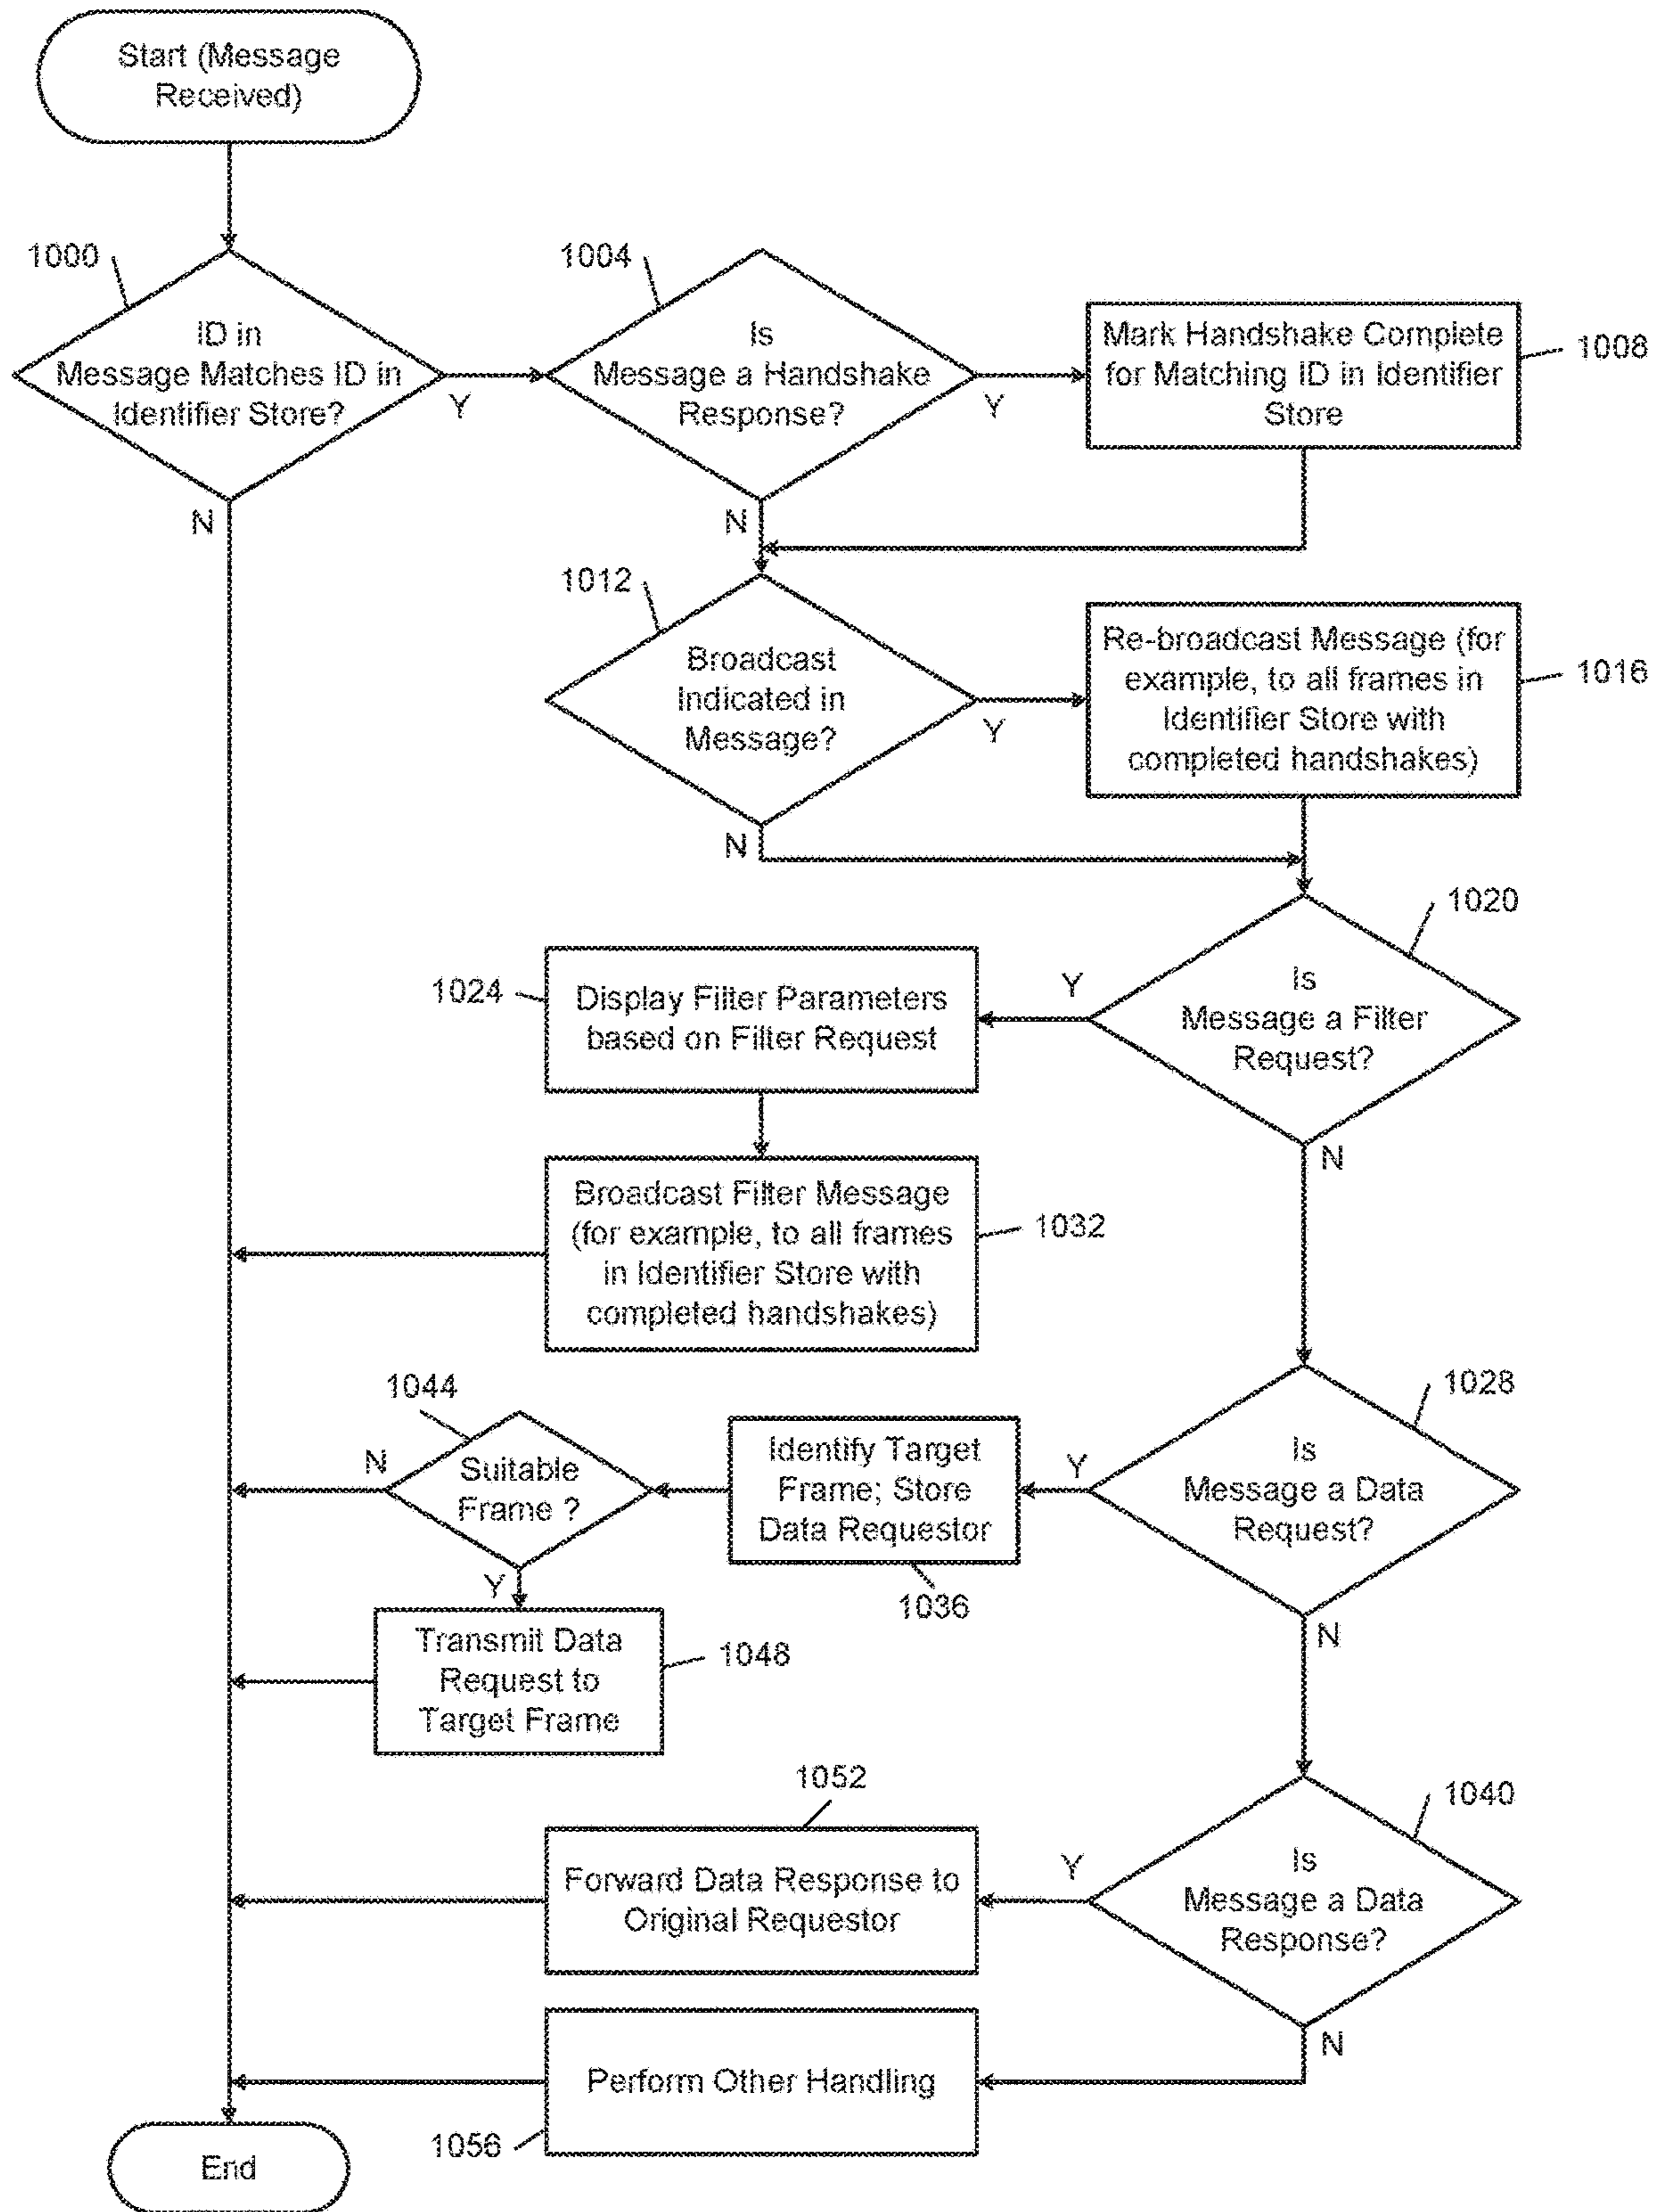 Start (Message
Received)
1000
ID in
Message Matches ID in
Identifier Store?
Y
N
1004
Is
Message a Handshake
Response?
Y
N
Mark Handshake Complete
for Matching ID in Identifier
Store
1008
1012
Broadcast
Indicated in
Message?
Y
N
Re-broadcast Message (for
example, to all frames in
Identifier Store with
completed handshakes)
1016
1020
Is
Message a Filter
Request?
Y
N
1024
Display Filter Parameters
based on Filter Request
Broadcast Filter Message
(for example, to all frames
in Identifier Store with
completed handshakes)
1032
1028
Is
Message a Data
Request?
Y
N
Identify Target
Frame; Store
Data Requestor
1036
1044
Suitable
Frame ?
N
Y
Transmit Data
Request to
Target Frame
1048
1040
Is
Message a Data
Response?
Y
N
1052
Forward Data Response to
Original Requestor
Perform Other Handling
1056
End